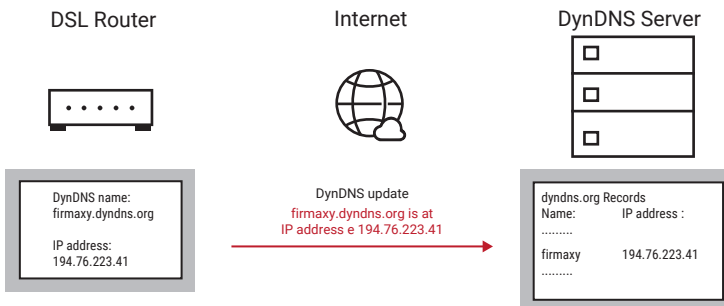 DSL Router
Internet
DynDNS Server
DynDNS name:
firmaxy.dyndns.org
IP address:
194.76.223.41
DynDNS update
firmaxy.dyndns.org is at
IP address e 194.76.223.41
dyndns.org Records
Name: IP address :
.........
firmaxy 194.76.223.41
.........